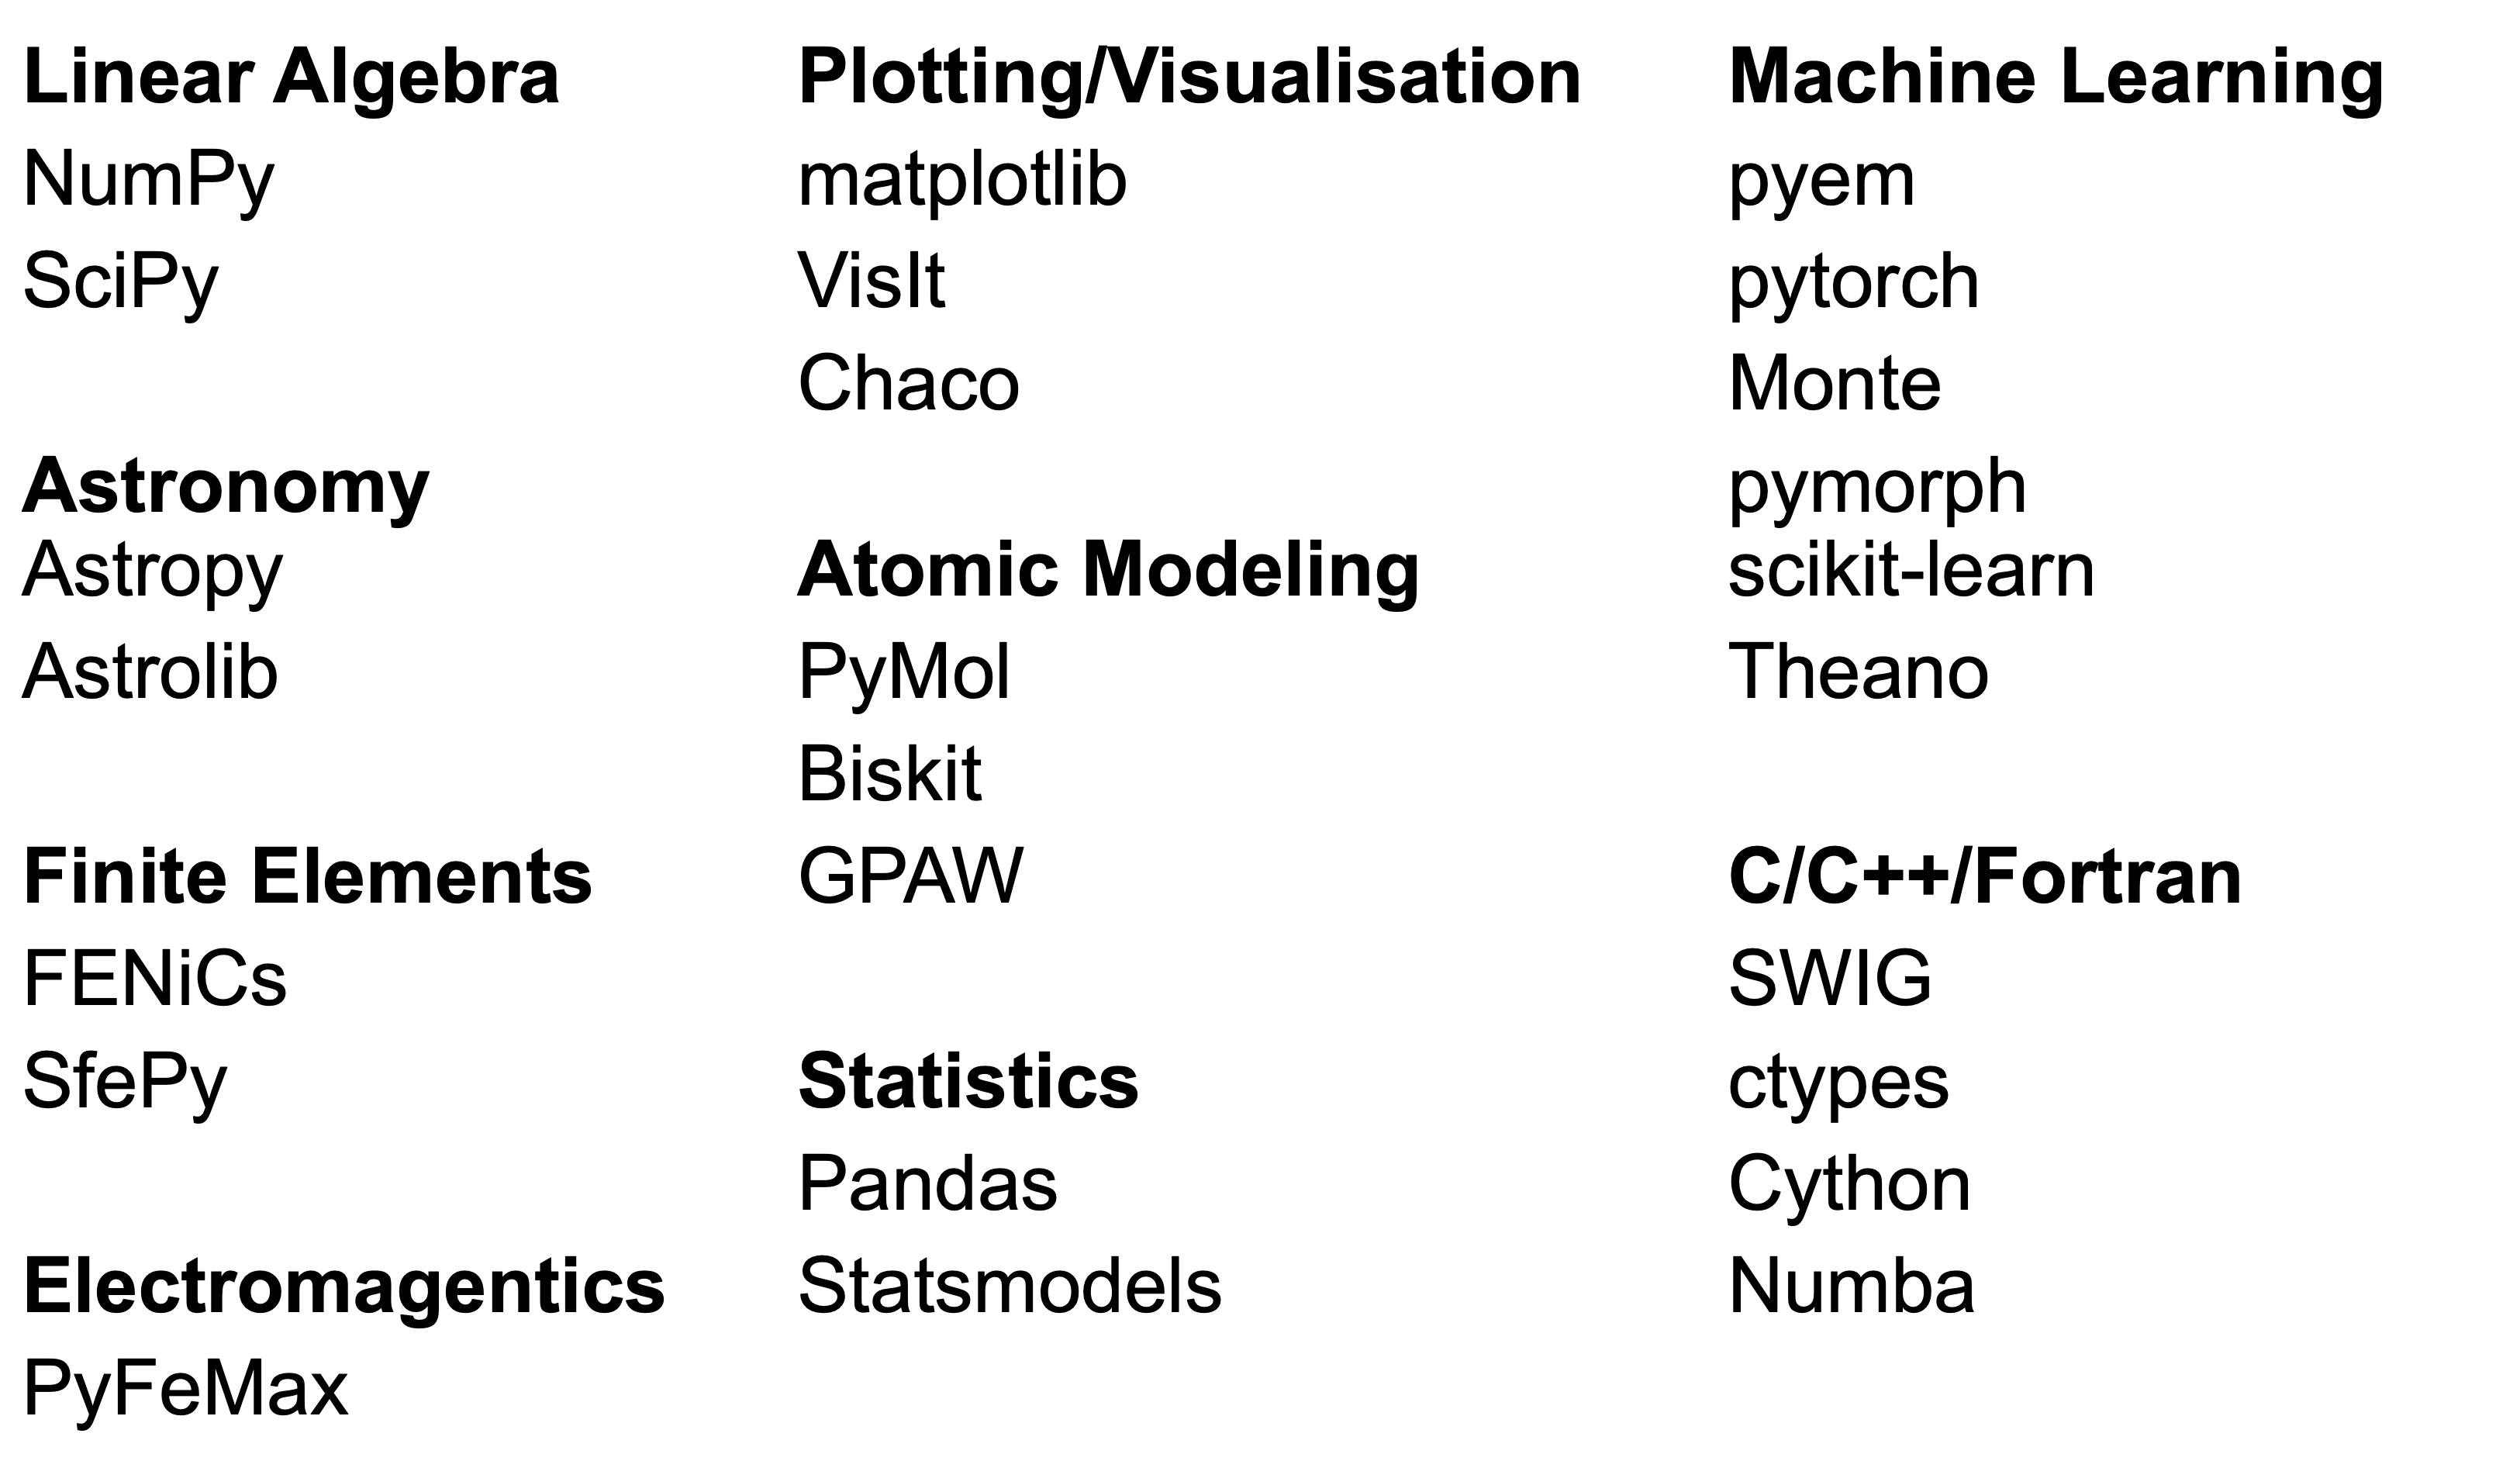 Linear Algebra
NumPy
SciPy
Astronomy
Astropy
Astrolib
Finite Elements
FENiCs
SfePy
Electromagentics
PyFeMax
Plotting/Visualisation
matplotlib
VisIt
Chaco
Atomic Modeling
PyMol
Biskit
GPAW
Statistics
Pandas
Statsmodels
Machine Learning
pyem
pytorch
Monte
pymorph
scikit-learn
Theano
C/C++/Fortran
SWIG
ctypes
Cython
Numba